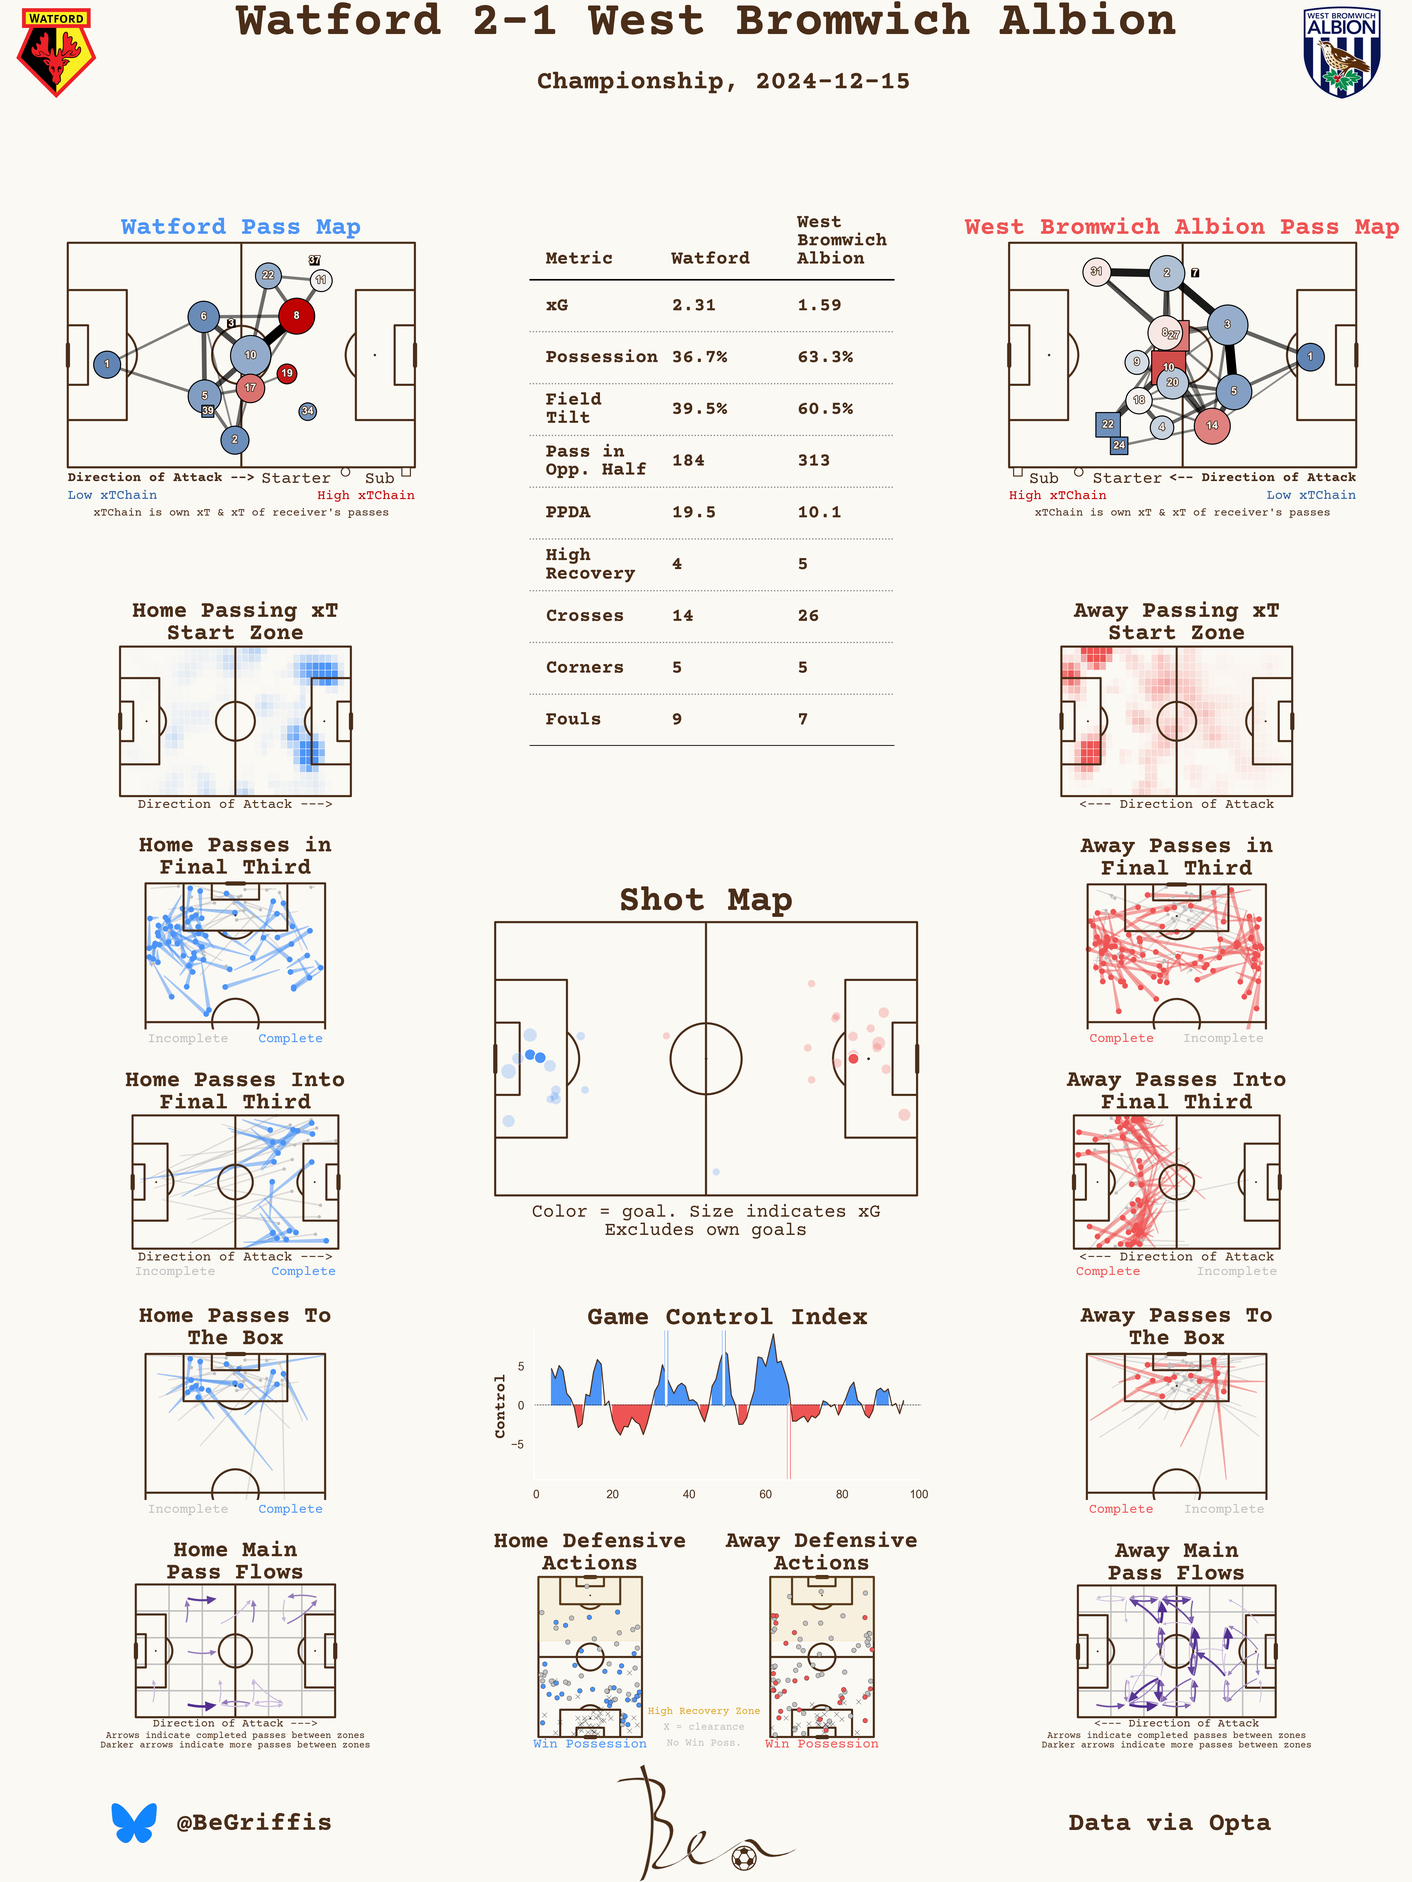 Watford 2-1 West Bromwich Albion
Championship, 2024-12-15
WATFORD
WEST BROMWICH
ALBION
Watford Pass Map
37
22
11
6
3
8
10
1
19
17
5
39
34
2
Direction of Attack --> Starter Sub
Low xTChain High xTChain
xTChain is own xT & xT of receiver's passes
Metric Watford West Bromwich Albion
xG 2.31 1.59
Possession 36.7% 63.3%
Field Tilt 39.5% 60.5%
Pass in Opp. Half 184 313
PPDA 19.5 10.1
High Recovery 4 5
Crosses 14 26
Corners 5 5
Fouls 9 7
West Bromwich Albion Pass Map
31
2
7
3
8
27
9
10
1
20
5
18
22
4
14
24
Sub Starter <-- Direction of Attack
High xTChain Low xTChain
xTChain is own xT & xT of receiver's passes
Home Passing xT
Start Zone
Direction of Attack --->
Away Passing xT
Start Zone
<--- Direction of Attack
Home Passes in
Final Third
Incomplete Complete
Shot Map
Color = goal. Size indicates xG
Excludes own goals
Away Passes in
Final Third
Complete Incomplete
Home Passes Into
Final Third
Direction of Attack --->
Incomplete Complete
Away Passes Into
Final Third
<--- Direction of Attack
Complete Incomplete
Home Passes To
The Box
Incomplete Complete
Game Control Index
Control
5
0
−5
0 20 40 60 80 100
Away Passes To
The Box
Complete Incomplete
Home Main
Pass Flows
Direction of Attack --->
Arrows indicate completed passes between zones
Darker arrows indicate more passes between zones
Home Defensive
Actions
Win Possession
Away Defensive
Actions
Win Possession
High Recovery Zone
X = clearance
No Win Poss.
Away Main
Pass Flows
<--- Direction of Attack
Arrows indicate completed passes between zones
Darker arrows indicate more passes between zones
@BeGriffis
Ben
Data via Opta